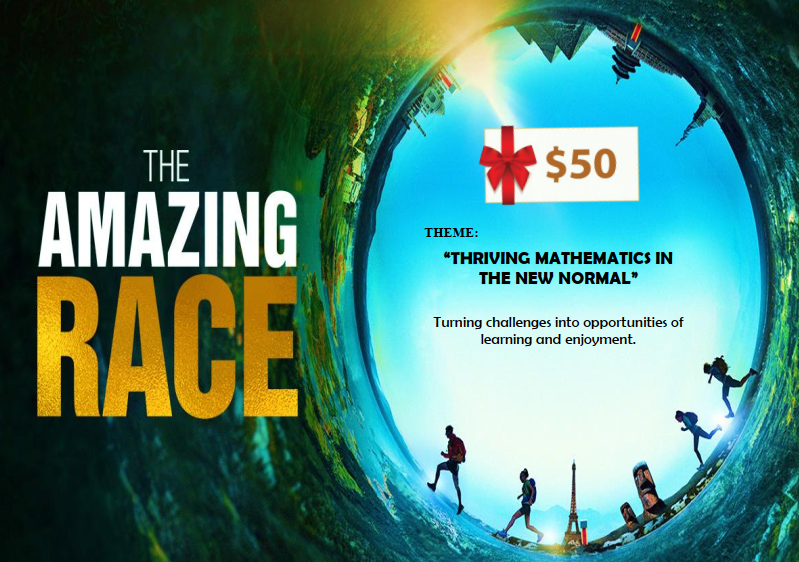 THE
AMAZING
RACE
$50
THEME:
“THRIVING MATHEMATICS IN
THE NEW NORMAL”
Turning challenges into opportunities of
learning and enjoyment.